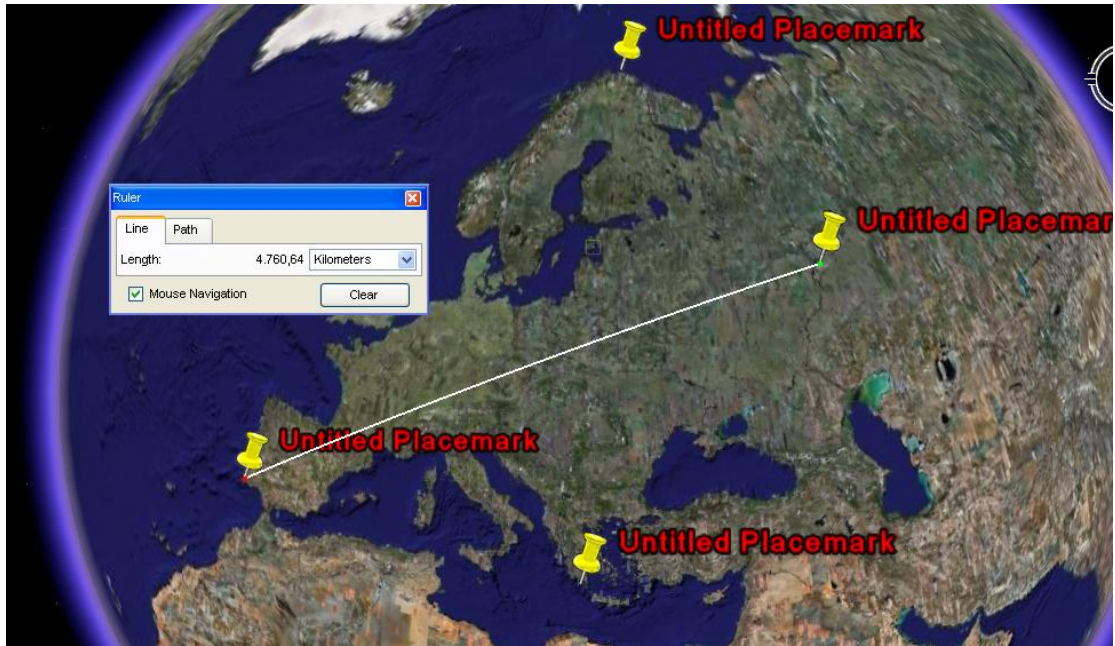 Untitled Placemark
Ruler
Line Path
Untitled Placemar
Length: 4.760,64 Kilometers
Mouse Navigation Clear
Untitled Placemark
Untitled Placemark